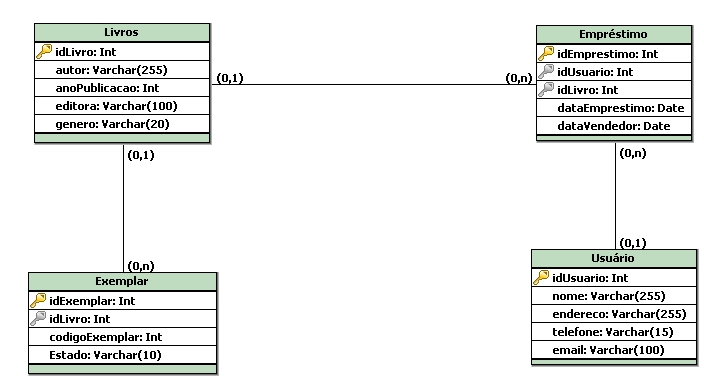 Livros
idLivro: Int
autor: Varchar(255)
anoPublicacao: Int
editora: Varchar(100)
genero: Varchar(20)
(0,1)
(0,n)
Empréstimo
idEmprestimo: Int
idUsuario: Int
idLivro: Int
dataEmprestimo: Date
dataVendedor: Date
(0,1)
(0,n)
(0,n)
(0,1)
Exemplar
idExemplar: Int
idLivro: Int
codigoExemplar: Int
Estado: Varchar(10)
Usuário
idUsuario: Int
nome: Varchar(255)
endereco: Varchar(255)
telefone: Varchar(15)
email: Varchar(100)